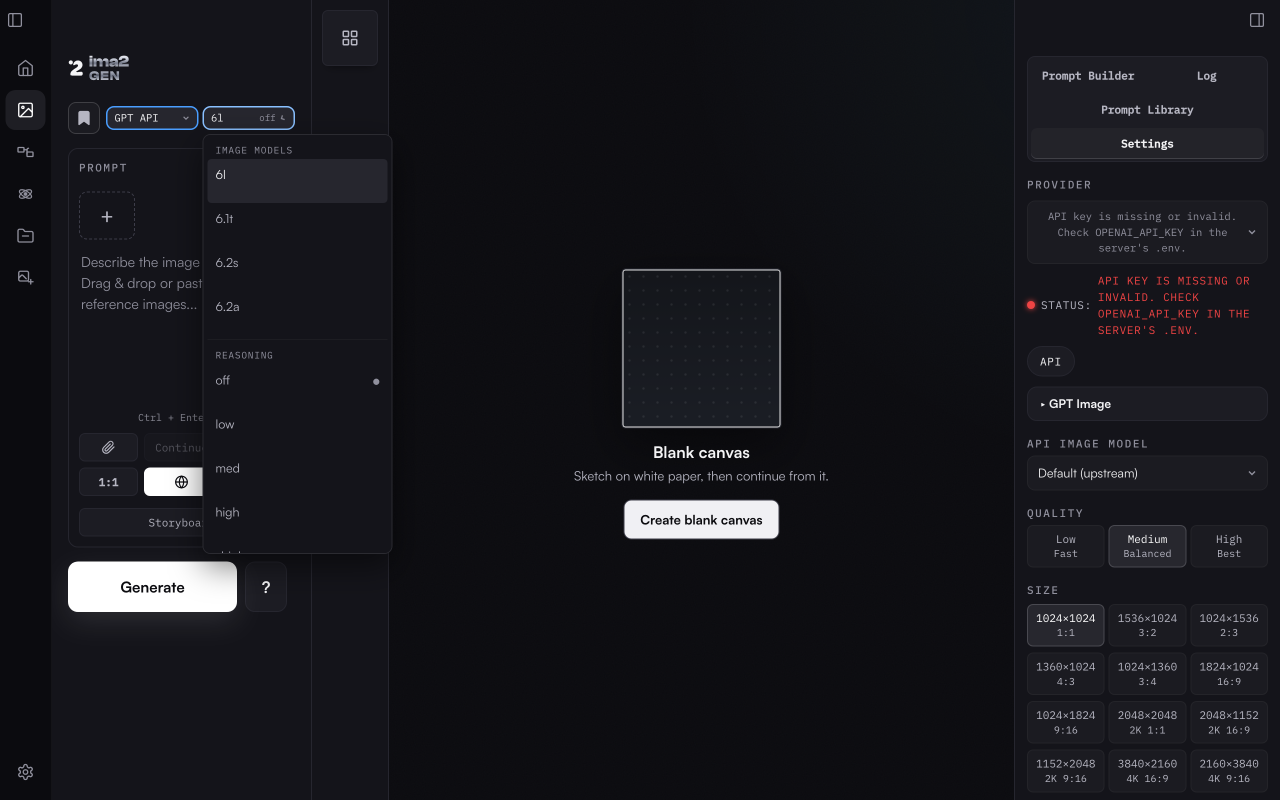 ima2
GEN
GPT API
6l
off
IMAGE MODELS
6l
6.1t
6.2s
6.2a
REASONING
off
low
med
high
PROMPT
Describe the image
Drag & drop or past
reference images...
Ctrl + Ente
Continu
1:1
Storyboa
Generate
?
Blank canvas
Sketch on white paper, then continue from it.
Create blank canvas
Prompt Builder
Log
Prompt Library
Settings
PROVIDER
API key is missing or invalid.
Check OPENAI_API_KEY in the
server's .env.
STATUS:
API KEY IS MISSING OR
INVALID. CHECK
OPENAI_API_KEY IN THE
SERVER'S .ENV.
API
GPT Image
API IMAGE MODEL
Default (upstream)
QUALITY
Low
Fast
Medium
Balanced
High
Best
SIZE
1024×1024
1:1
1536×1024
3:2
1024×1536
2:3
1360×1024
4:3
1024×1360
3:4
1824×1024
16:9
1024×1824
9:16
2048×2048
2K 1:1
2048×1152
2K 16:9
1152×2048
2K 9:16
3840×2160
4K 16:9
2160×3840
4K 9:16